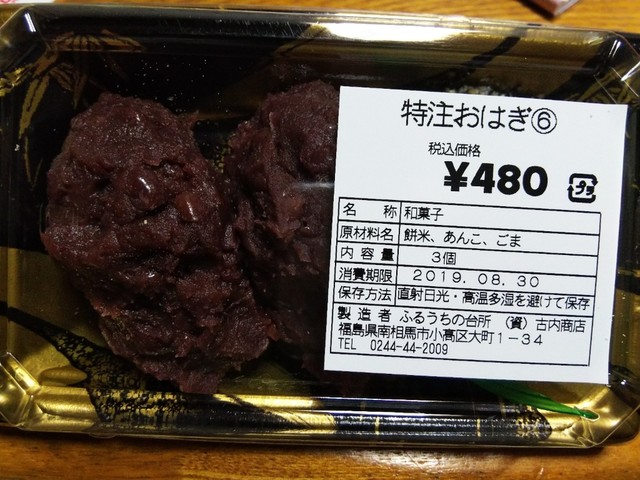 特注おはぎ⑥
税込価格
¥480 プラ
名称 和菓子
原材料名 餅米、あんこ、ごま
内容量 3個
消費期限 2019.08.30
保存方法 直射日光・高温多湿を避けて保存
製造者 ふるうちの台所 (資)古内商店
福島県南相馬市小高区大町1-34
TEL 0244-44-2009